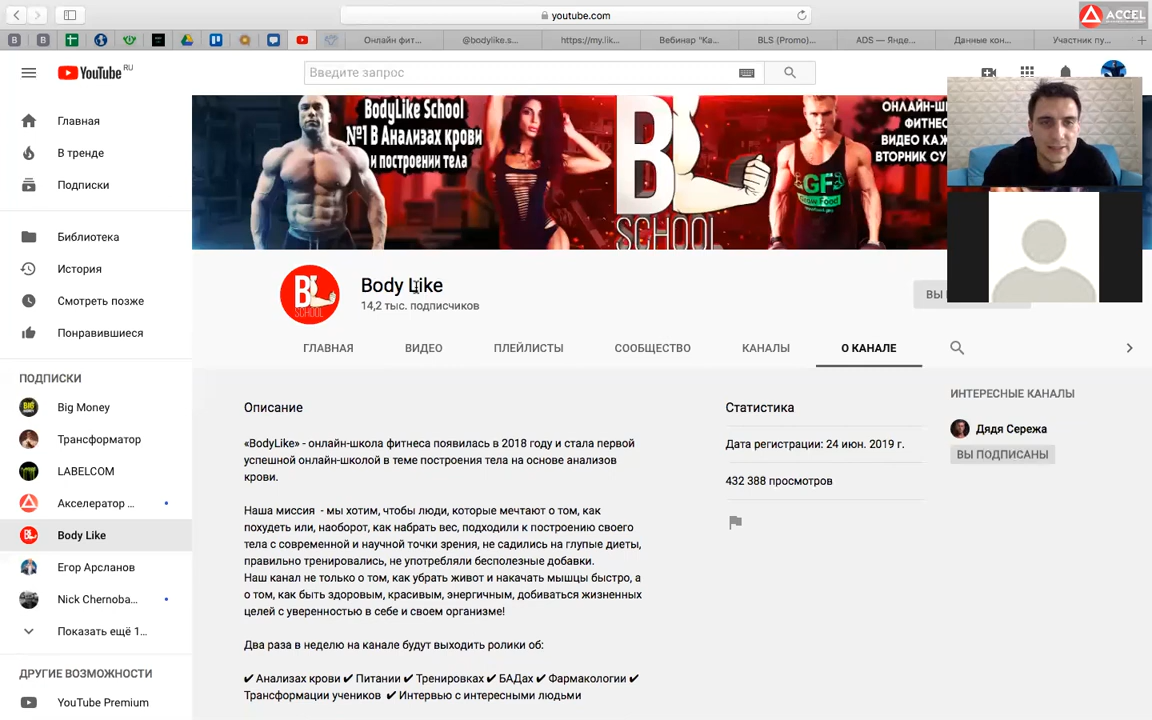 youtube.com
ACCEL
Онлайн фит...
@bodylike.s...
https://my.lik...
Вебинар "Ка...
BLS (Promo)...
ADS — Янде...
Данные кон...
Участник пу...
YouTube RU
Введите запрос
Главная
В тренде
Подписки
Библиотека
История
Смотреть позже
Понравившиеся
ПОДПИСКИ
Big Money
Трансформатор
LABELCOM
Акселератор ...
Body Like
Егор Арсланов
Nick Chernoba...
Показать ещё 1...
ДРУГИЕ ВОЗМОЖНОСТИ
YouTube Premium
BodyLike School
№1 В Анализах крови
и построении тела
B
SCHOOL
GF
Grow Food
ОНЛАЙН-Ш
ФИТНЕ
ВИДЕО КАЖ
ВТОРНИК СУ
BL
SCHOOL
Body Like
14,2 тыс. подписчиков
ВЫ
ГЛАВНАЯ
ВИДЕО
ПЛЕЙЛИСТЫ
СООБЩЕСТВО
КАНАЛЫ
О КАНАЛЕ
Описание
«BodyLike» - онлайн-школа фитнеса появилась в 2018 году и стала первой
успешной онлайн-школой в теме построения тела на основе анализов
крови.
Наша миссия - мы хотим, чтобы люди, которые мечтают о том, как
похудеть или, наоборот, как набрать вес, подходили к построению своего
тела с современной и научной точки зрения, не садились на глупые диеты,
правильно тренировались, не употребляли бесполезные добавки.
Наш канал не только о том, как убрать живот и накачать мышцы быстро, а
о том, как быть здоровым, красивым, энергичным, добиваться жизненных
целей с уверенностью в себе и своем организме!
Два раза в неделю на канале будут выходить ролики об:
✔ Анализах крови ✔ Питании ✔ Тренировках ✔ БАДах ✔ Фармакологии ✔
Трансформации учеников ✔ Интервью с интересными людьми
Статистика
Дата регистрации: 24 июн. 2019 г.
432 388 просмотров
ИНТЕРЕСНЫЕ КАНАЛЫ
Дядя Сережа
ВЫ ПОДПИСАНЫ